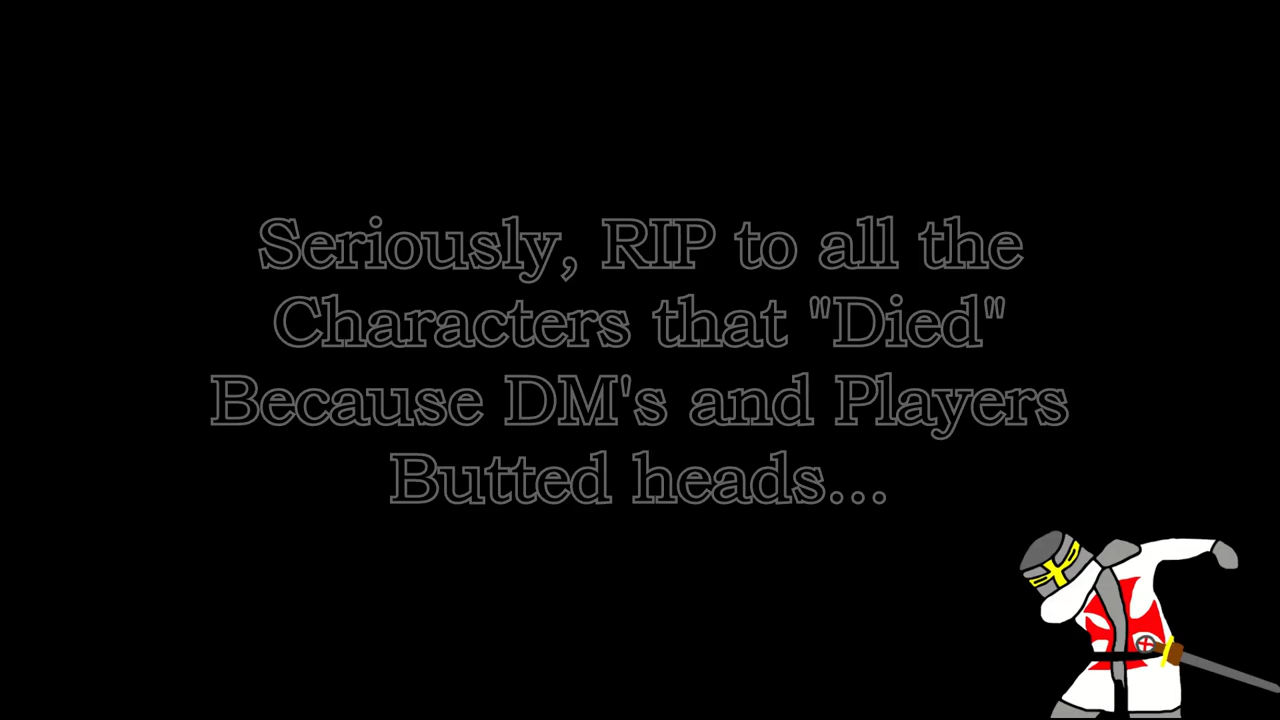 Seriously, RIP to all the
Characters that "Died"
Because DM's and Players
Butted heads...